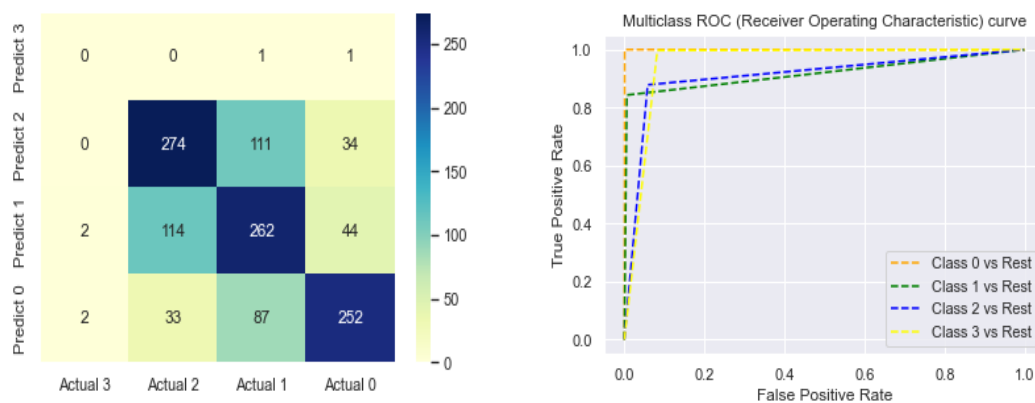 Predict 3
0 0 1 1
Predict 2
0 274 111 34
Predict 1
2 114 262 44
Predict 0
2 33 87 252
Actual 3 Actual 2 Actual 1 Actual 0
250
200
150
100
50
0
Multiclass ROC (Receiver Operating Characteristic) curve
True Positive Rate
1.0
0.8
0.6
0.4
0.2
0.0
Class 0 vs Rest
Class 1 vs Rest
Class 2 vs Rest
Class 3 vs Rest
0.0 0.2 0.4 0.6 0.8 1.0
False Positive Rate